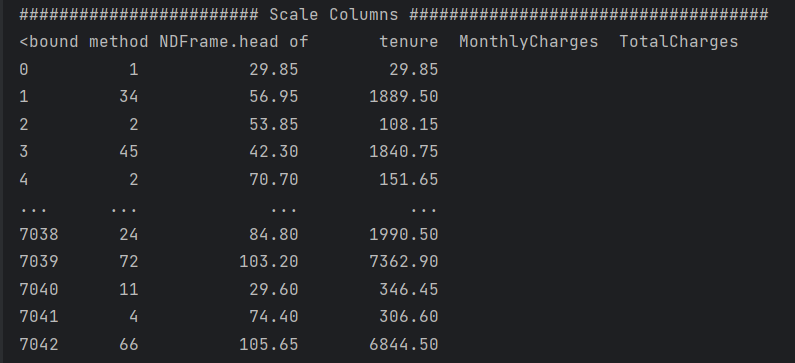 ######################## Scale Columns ####################################
<bound method NDFrame.head of       tenure  MonthlyCharges  TotalCharges
0          1           29.85         29.85
1         34           56.95       1889.50
2          2           53.85        108.15
3         45           42.30       1840.75
4          2           70.70        151.65
...      ...             ...           ...
7038      24           84.80       1990.50
7039      72          103.20       7362.90
7040      11           29.60        346.45
7041       4           74.40        306.60
7042      66          105.65       6844.50